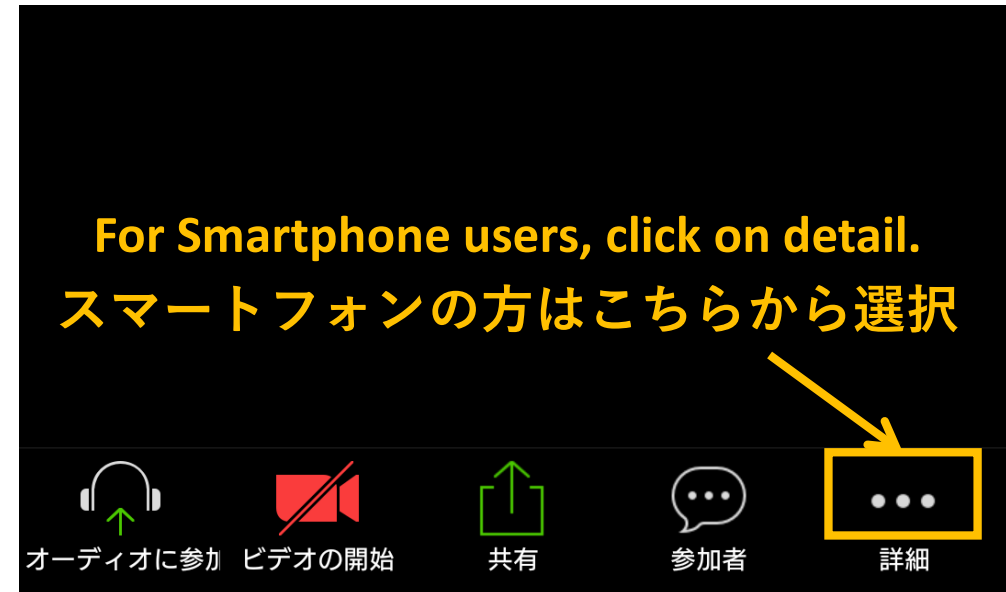 For Smartphone users, click on detail.
スマートフォンの方はこちらから選択
オーディオに参加 ビデオの開始 共有 参加者 詳細